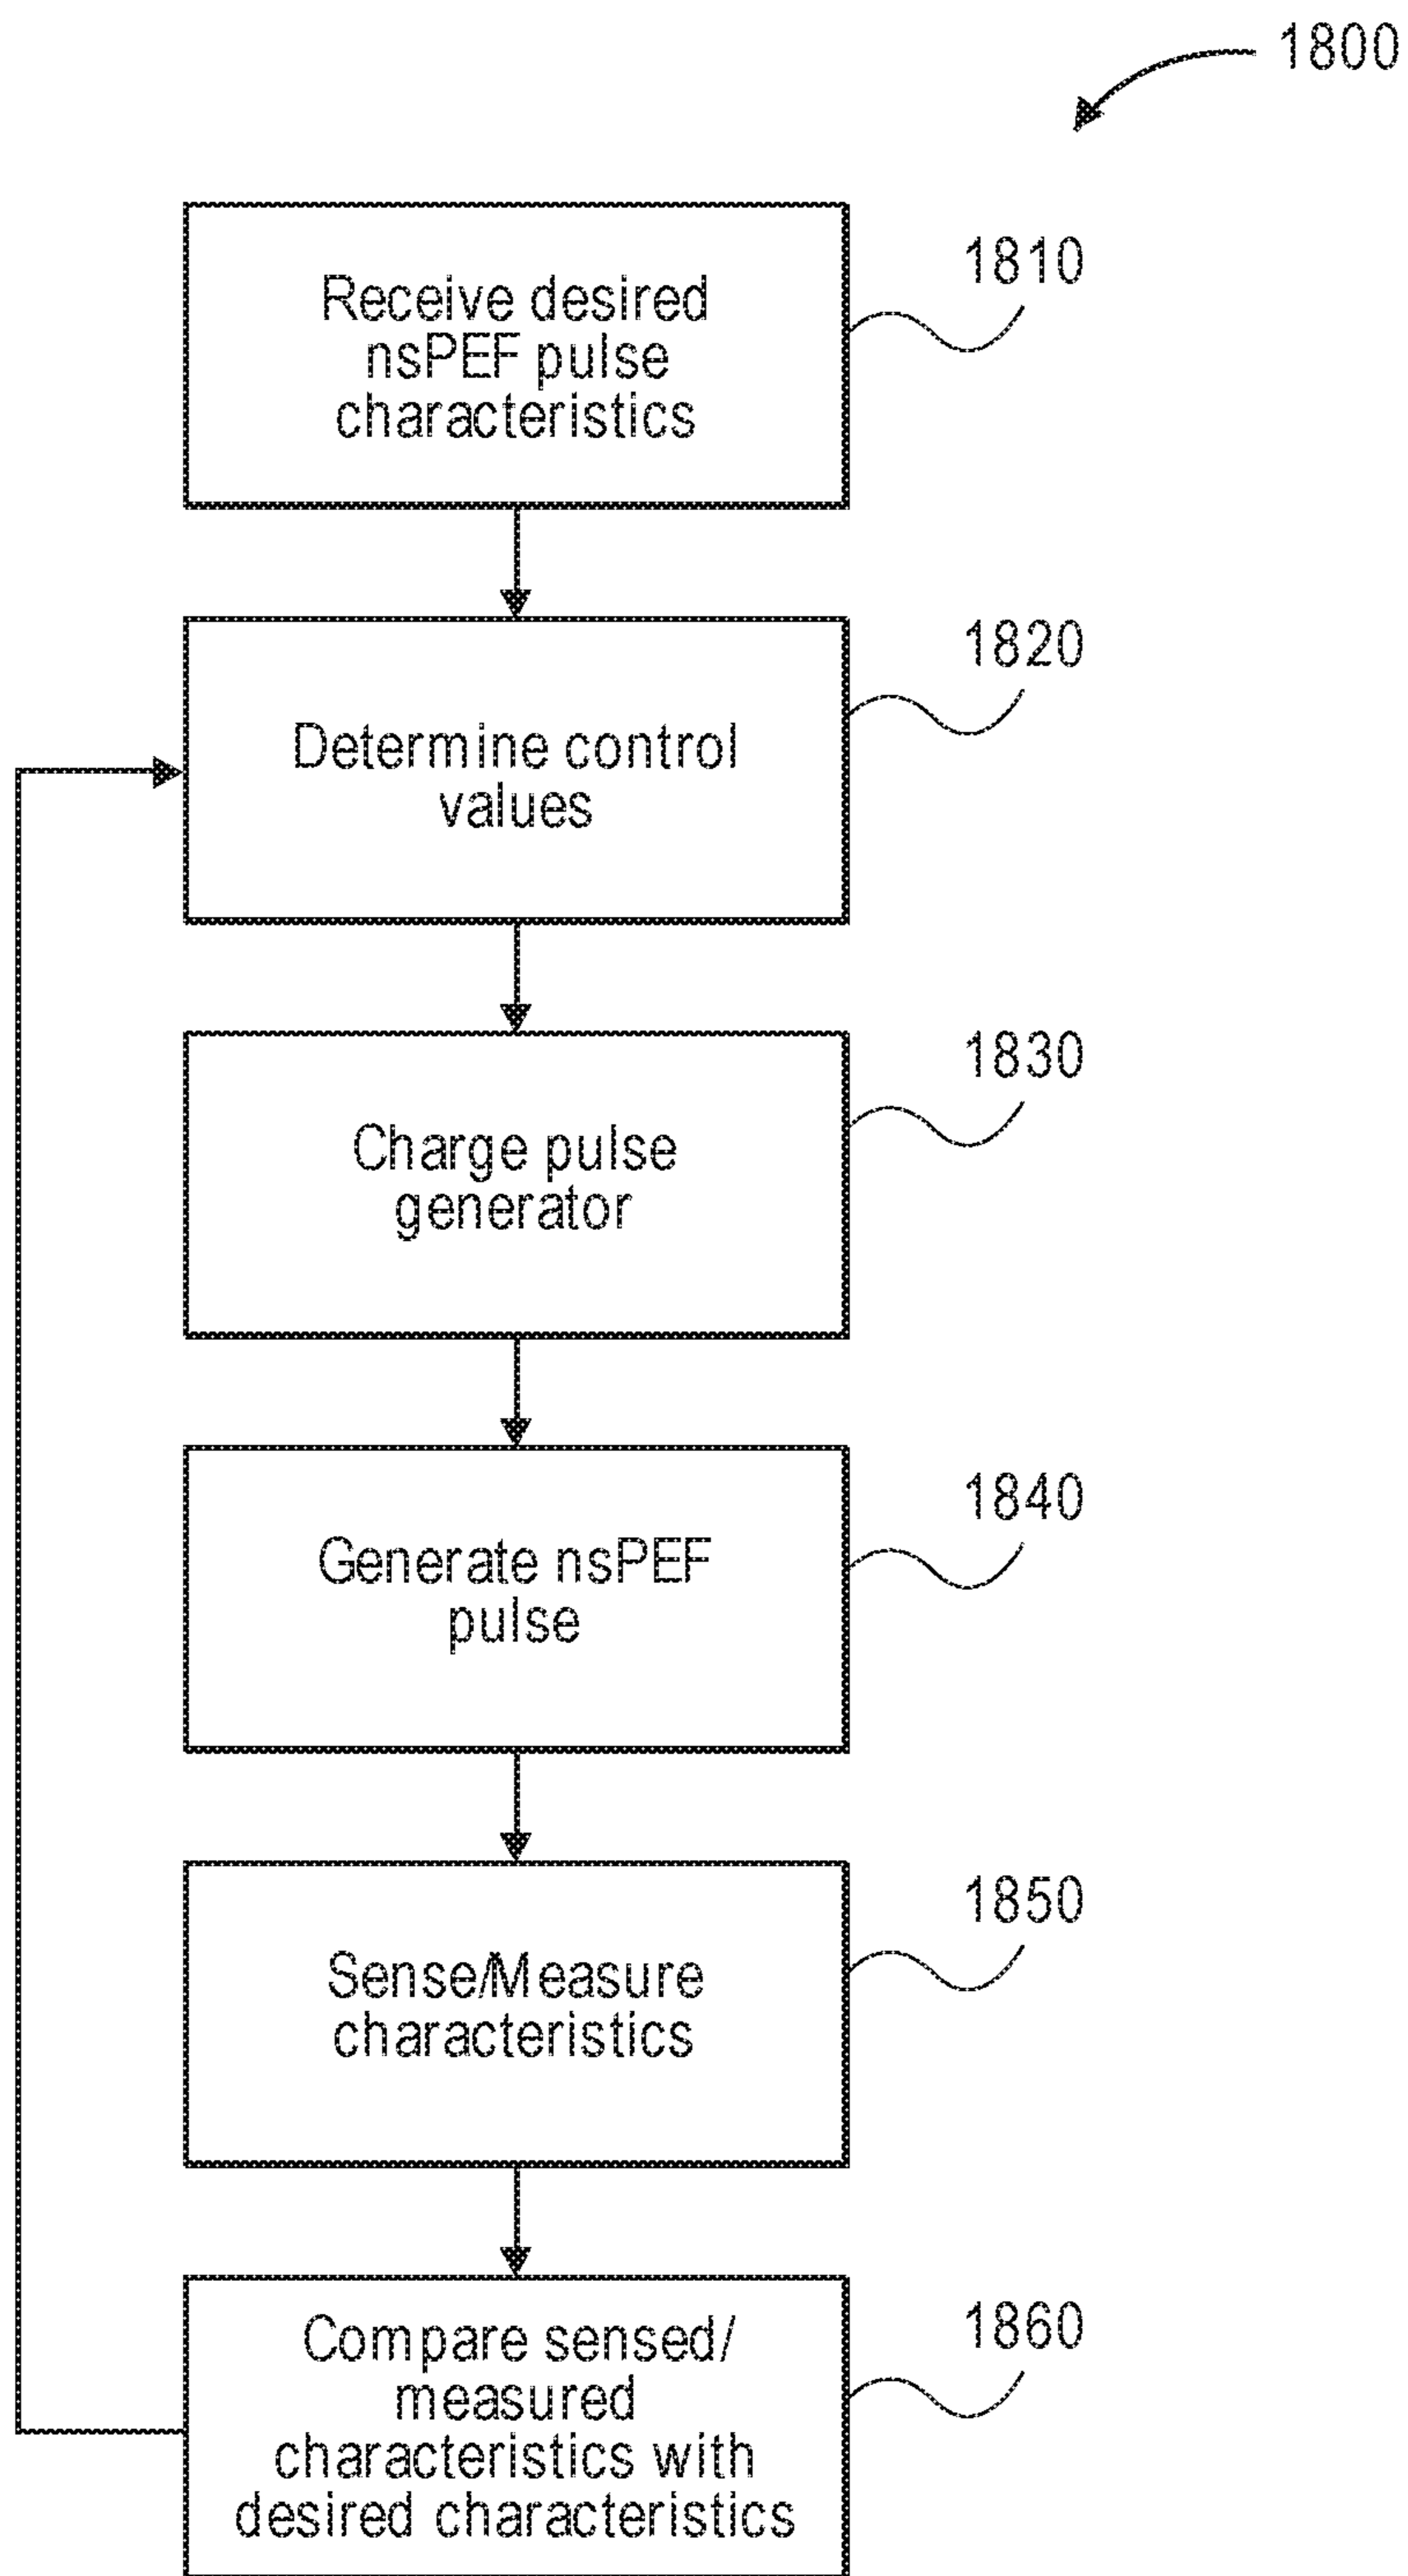 1800
1810
Receive desired
nsPEF pulse
characteristics
1820
Determine control
values
1830
Charge pulse
generator
1840
Generate nsPEF
pulse
1850
Sense/Measure
characteristics
1860
Compare sensed/
measured
characteristics with
desired characteristics